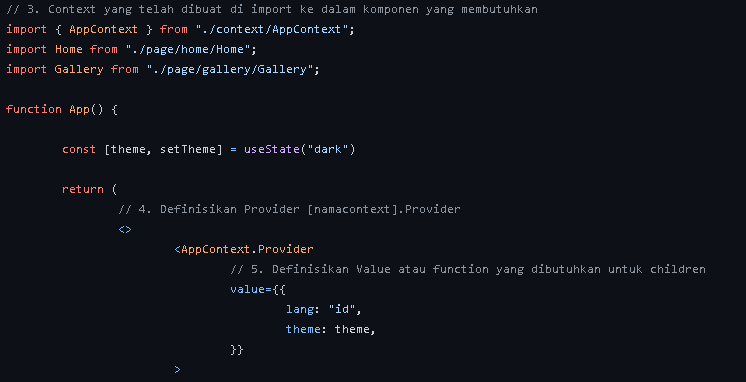 // 3. Context yang telah dibuat di import ke dalam komponen yang membutuhkan
import { AppContext } from "./context/AppContext";
import Home from "./page/home/Home";
import Gallery from "./page/gallery/Gallery";
function App() {
const [theme, setTheme] = useState("dark")
return (
// 4. Definisikan Provider [namacontext].Provider
<>
<AppContext.Provider
// 5. Definisikan Value atau function yang dibutuhkan untuk children
value={{
lang: "id",
theme: theme,
}}
>